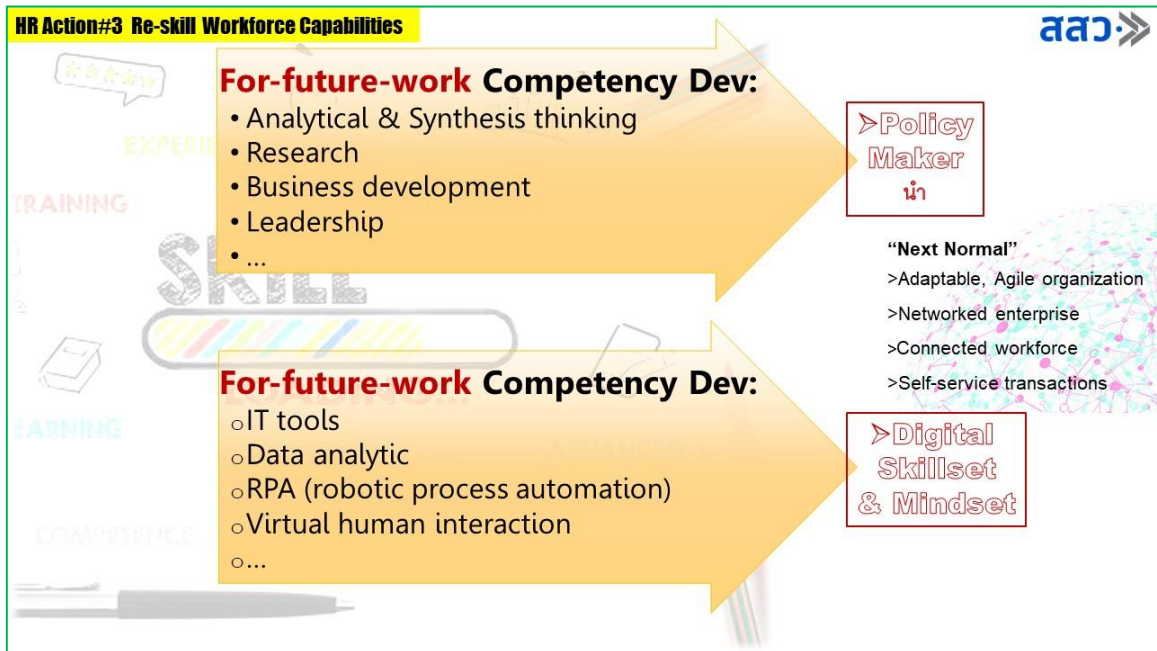 HR Action#3 Re-skill Workforce Capabilities
สสว
For-future-work Competency Dev:
• Analytical & Synthesis thinking
• Research
• Business development
• Leadership
• ...
➢Policy
Maker
นำ
TRAINING
SKILL
“Next Normal”
>Adaptable, Agile organization
>Networked enterprise
>Connected workforce
>Self-service transactions
For-future-work Competency Dev:
o IT tools
o Data analytic
o RPA (robotic process automation)
o Virtual human interaction
o ...
➢Digital
Skillset
& Mindset
COMPETENCE